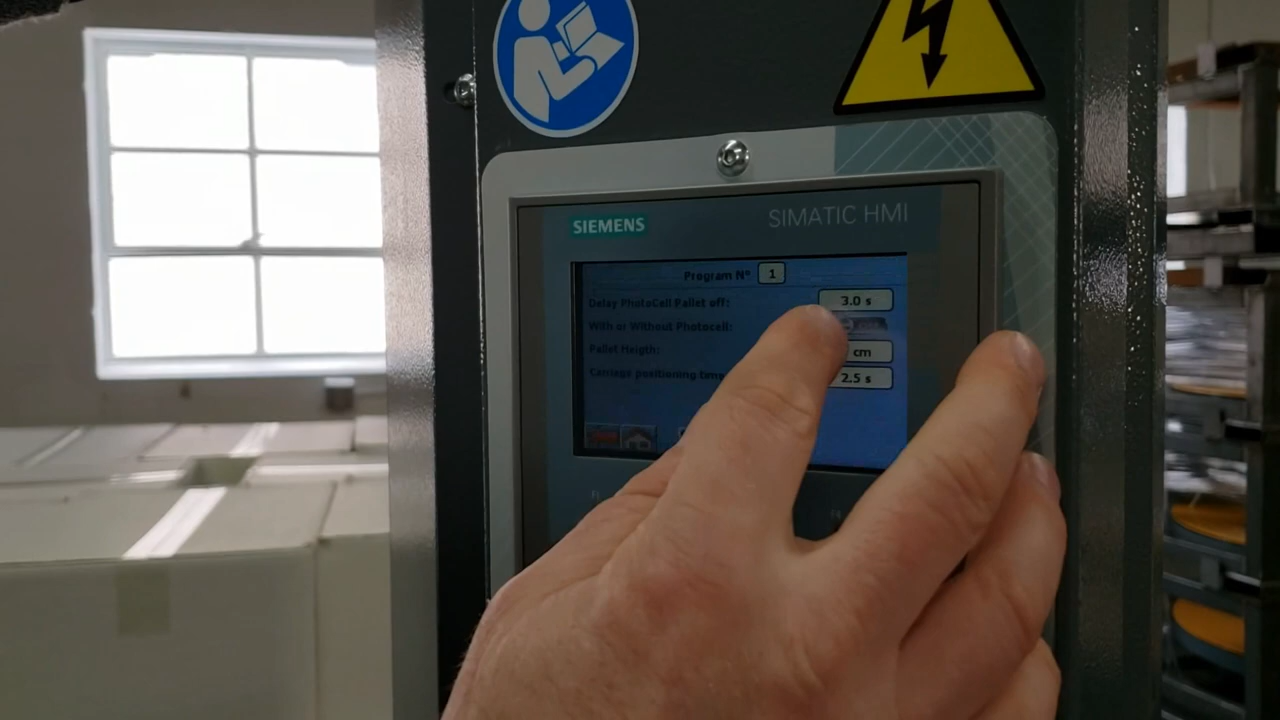 SIEMENS
SIMATIC HMI
Program N° 1
Delay PhotoCell Pallet off: 3.0 s
With or Without Photocell:
Pallet Heigth: cm
Carriage positioning time 2.5 s